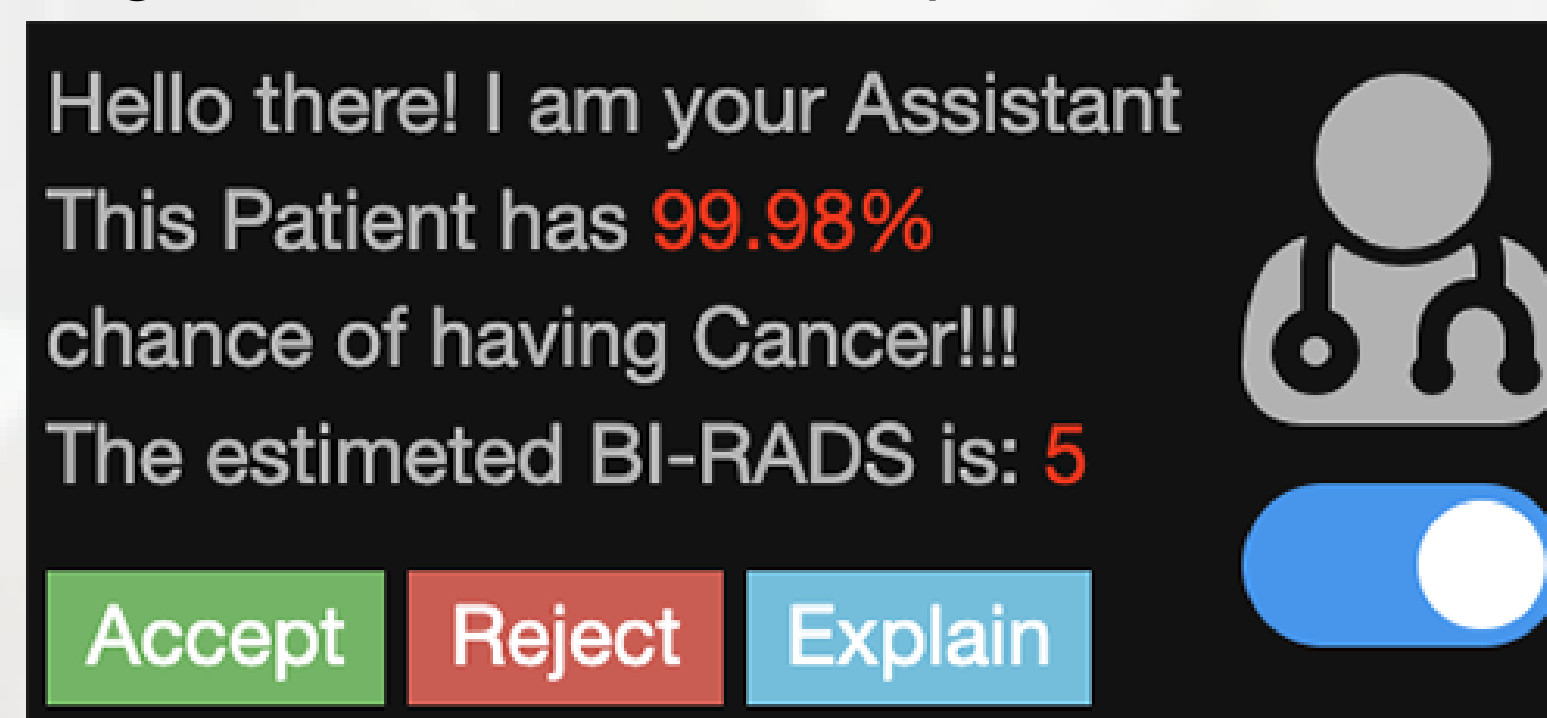 Hello there! I am your Assistant
This Patient has 99.98%
chance of having Cancer!!!
The estimeted BI-RADS is: 5
Accept Reject Explain